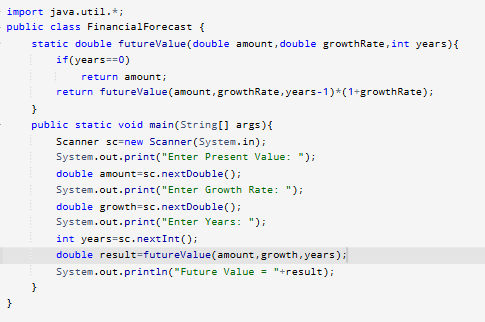 import java.util.*;
public class FinancialForecast {
    static double futureValue(double amount,double growthRate,int years){
        if(years==0)
            return amount;
        return futureValue(amount,growthRate,years-1)*(1+growthRate);
    }
    public static void main(String[] args){
        Scanner sc=new Scanner(System.in);
        System.out.print("Enter Present Value: ");
        double amount=sc.nextDouble();
        System.out.print("Enter Growth Rate: ");
        double growth=sc.nextDouble();
        System.out.print("Enter Years: ");
        int years=sc.nextInt();
        double result=futureValue(amount,growth,years);
        System.out.println("Future Value = "+result);
    }
}